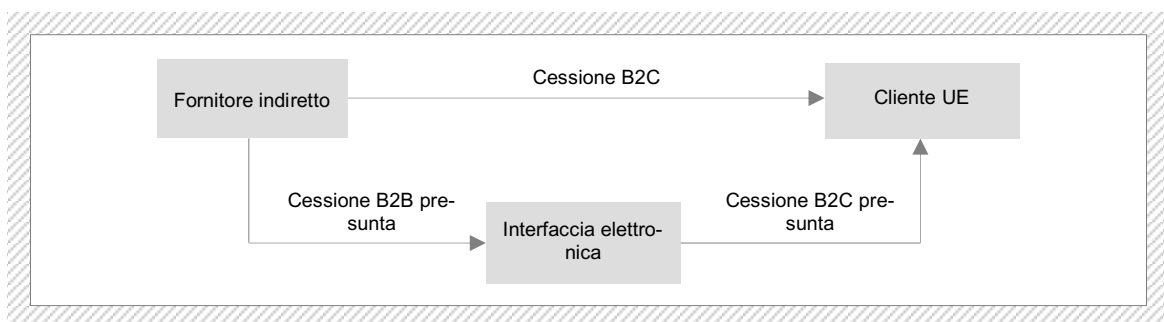 Cessione B2C
Fornitore indiretto
Cliente UE
Cessione B2B pre-
sunta
Cessione B2C pre-
sunta
Interfaccia elettro-
nica